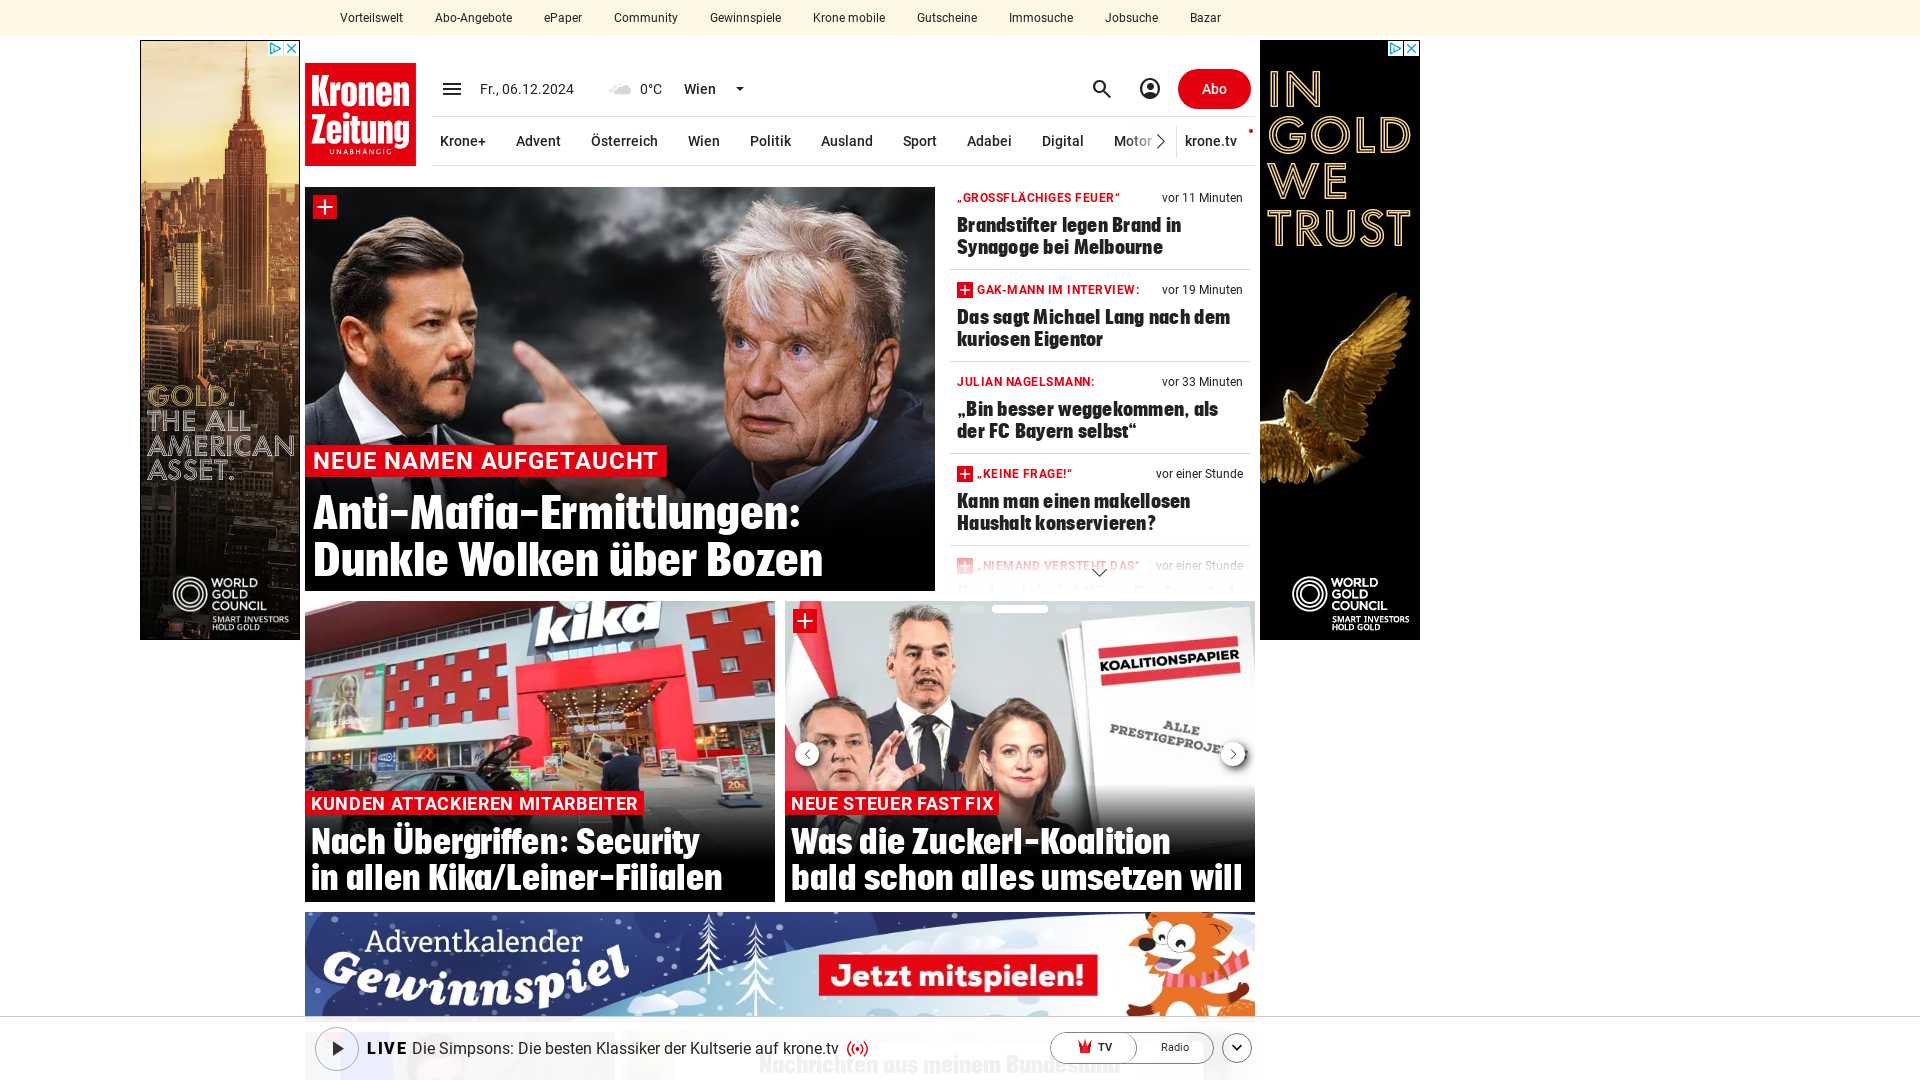 Vorteilswelt Abo-Angebote ePaper Community Gewinnspiele Krone mobile Gutscheine Immosuche Jobsuche Bazar
Kronen
Zeitung
UNABHÄNGIG
Fr., 06.12.2024 0°C Wien
Abo
Krone+ Advent Österreich Wien Politik Ausland Sport Adabei Digital Motor krone.tv
GOLD.
THE ALL
AMERICAN
ASSET.
WORLD
GOLD
COUNCIL
SMART INVESTORS
HOLD GOLD
NEUE NAMEN AUFGETAUCHT
Anti-Mafia-Ermittlungen:
Dunkle Wolken über Bozen
„GROSSFLÄCHIGES FEUER“ vor 11 Minuten
Brandstifter legen Brand in
Synagoge bei Melbourne
GAK-MANN IM INTERVIEW: vor 19 Minuten
Das sagt Michael Lang nach dem
kuriosen Eigentor
JULIAN NAGELSMANN: vor 33 Minuten
„Bin besser weggekommen, als
der FC Bayern selbst“
„KEINE FRAGE!“ vor einer Stunde
Kann man einen makellosen
Haushalt konservieren?
„NIEMAND VERSTEHT DAS“ vor einer Stunde
IN
GOLD
WE
TRUST
WORLD
GOLD
COUNCIL
SMART INVESTORS
HOLD GOLD
kika
20%
KUNDEN ATTACKIEREN MITARBEITER
Nach Übergriffen: Security
in allen Kika/Leiner-Filialen
KOALITIONSPAPIER
ALLE
PRESTIGEPROJE
NEUE STEUER FAST FIX
Was die Zuckerl-Koalition
bald schon alles umsetzen will
Adventkalender
Gewinnspiel
Jetzt mitspielen!
LIVE Die Simpsons: Die besten Klassiker der Kultserie auf krone.tv
TV Radio
Nachrichten aus meinem Bundesland